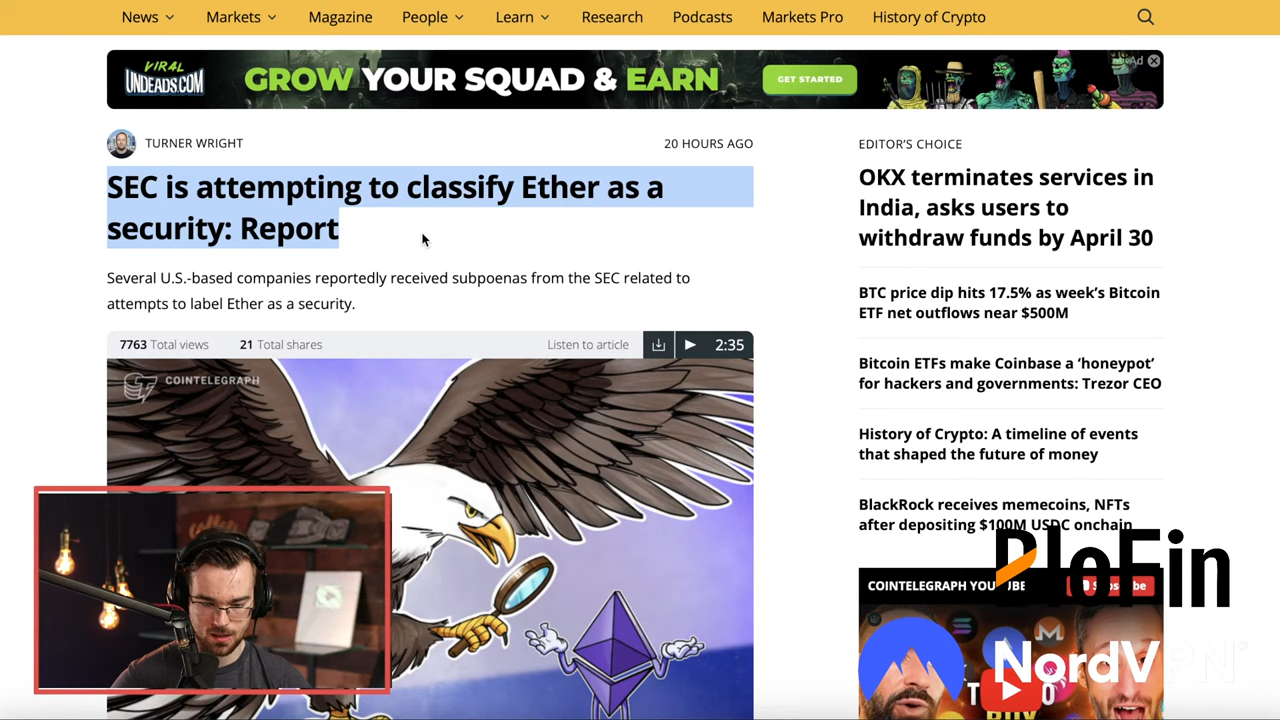 News
Markets
Magazine
People
Learn
Research
Podcasts
Markets Pro
History of Crypto
VIRAL
UNDEADS.COM
GROW YOUR SQUAD & EARN
GET STARTED
Ad
TURNER WRIGHT
20 HOURS AGO
SEC is attempting to classify Ether as a
security: Report
Several U.S.-based companies reportedly received subpoenas from the SEC related to
attempts to label Ether as a security.
7763 Total views
21 Total shares
Listen to article
2:35
COINTELEGRAPH
EDITOR'S CHOICE
OKX terminates services in
India, asks users to
withdraw funds by April 30
BTC price dip hits 17.5% as week's Bitcoin
ETF net outflows near $500M
Bitcoin ETFs make Coinbase a 'honeypot'
for hackers and governments: Trezor CEO
History of Crypto: A timeline of events
that shaped the future of money
BlackRock receives memecoins, NFTs
after depositing $100M USDC onchain
BloFin
COINTELEGRAPH YOUTUBE
Subscribe
NordVPN
BUY